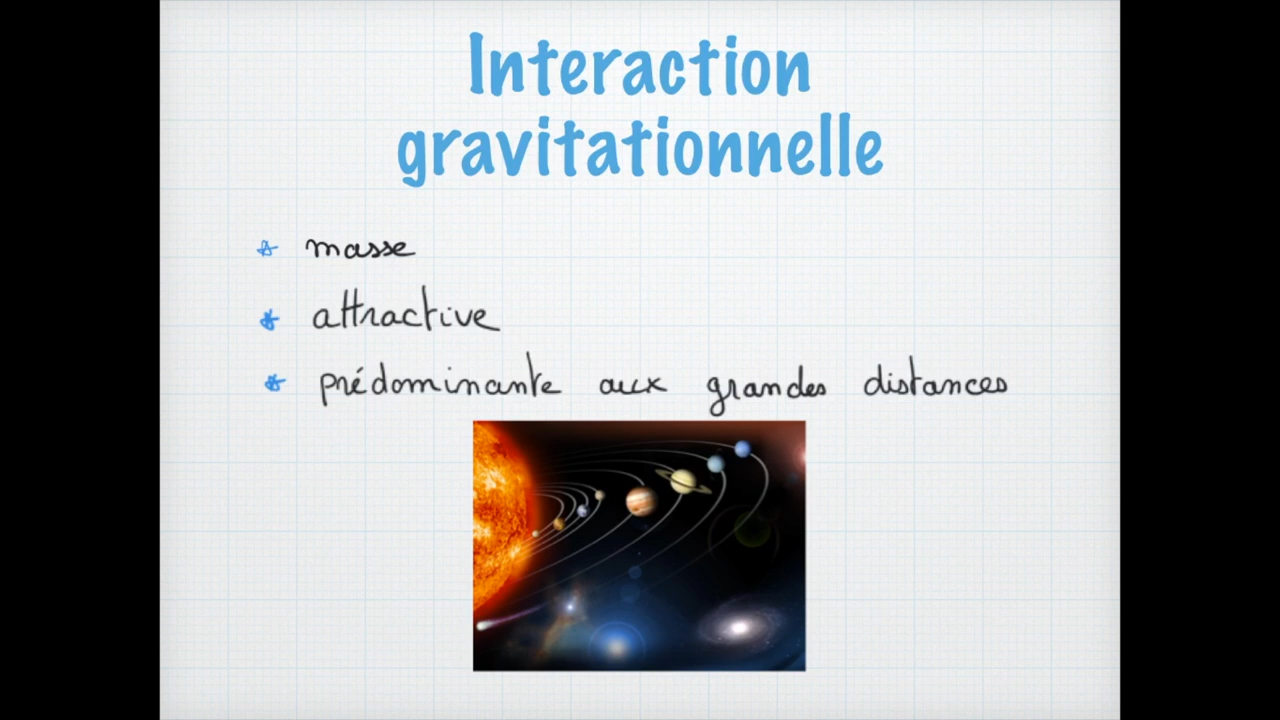 Interaction
gravitationnelle
masse
attractive
prédominante aux grandes distances